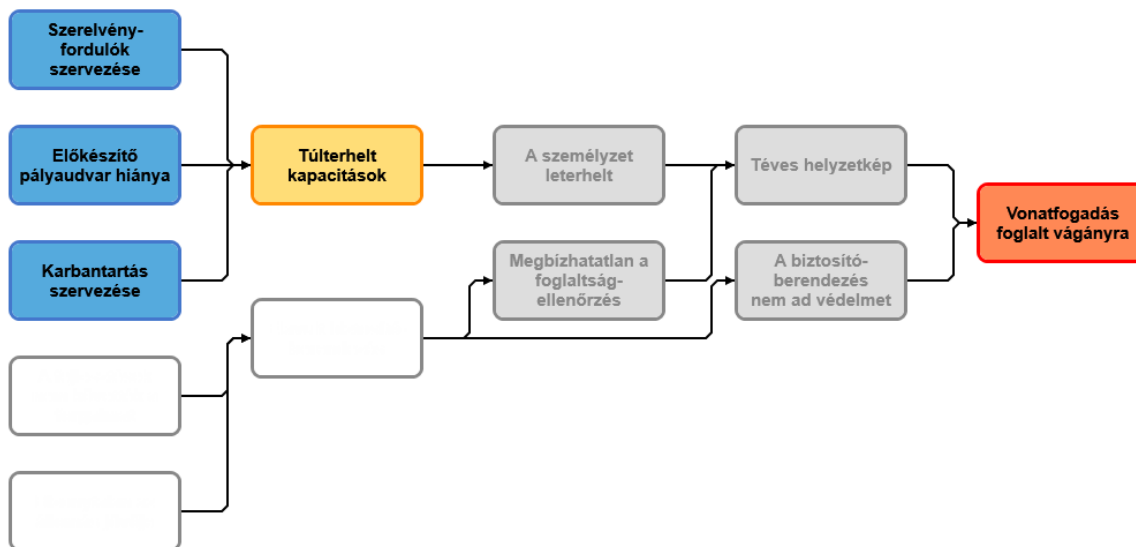 Szerelvény-
fordulók
szervezése
Előkészítő
pályaudvar hiánya
Túlterhelt
kapacitások
A személyzet
leterhelt
Téves helyzetkép
Vonatfogadás
foglalt vágányra
Karbantartás
szervezése
Megbízhatatlan a
foglaltság-
ellenőrzés
A biztosító-
berendezés
nem ad védelmet